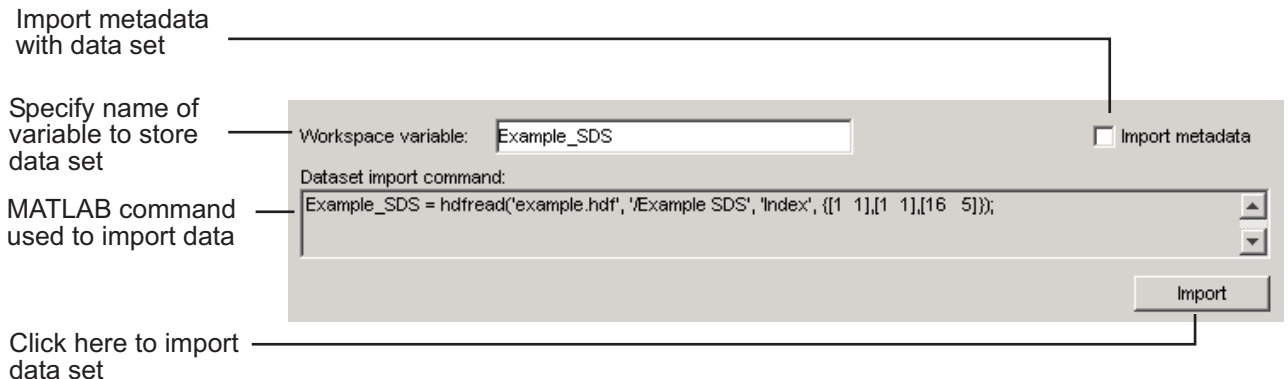 Import metadata
with data set
Specify name of
variable to store
data set
Workspace variable: Example_SDS Import metadata
Dataset import command:
MATLAB command
used to import data
Example_SDS = hdfread('example.hdf', '/Example SDS', 'Index', {[1 1],[1 1],[16 5]});
Import
Click here to import
data set